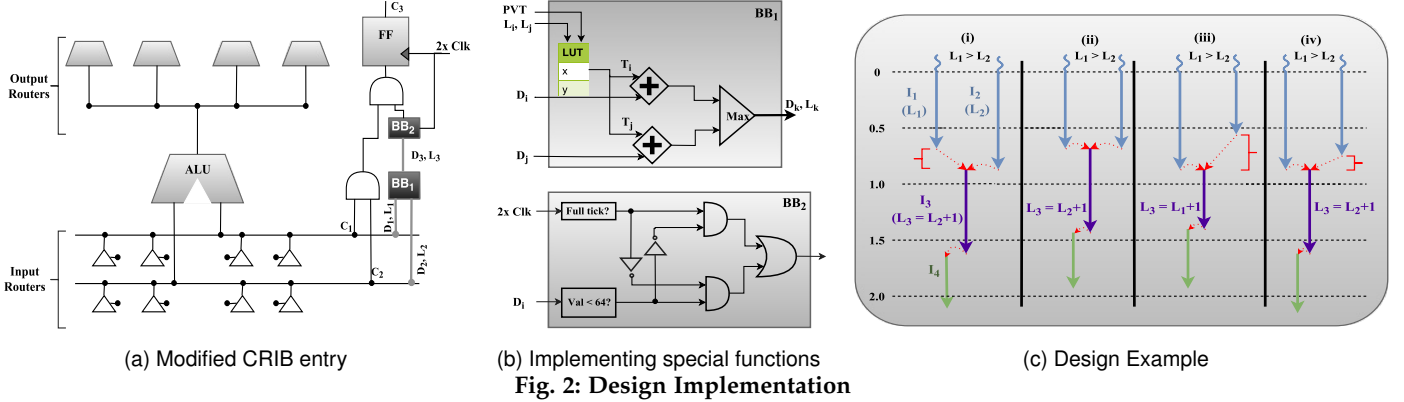 C3
FF
2x Clk
Output
Routers
BB2
D3, L3
ALU
BB1
D1, L1
C1
D2, L2
Input
Routers
C2
(a) Modified CRIB entry
PVT
BB1
Li, Lj
LUT
x
y
Ti
Di
Tj
Dj
Max
Dk, Lk
2x Clk
Full tick?
BB2
Di
Val < 64?
(b) Implementing special functions
(i)
(ii)
(iii)
(iv)
L1 > L2
L1 > L2
L1 > L2
L1 > L2
0
I1
(L1)
I2
(L2)
0.5
1.0
I3
(L3 = L2+1)
L3 = L2+1
L3 = L1+1
L3 = L2+1
1.5
I4
2.0
(c) Design Example
Fig. 2: Design Implementation